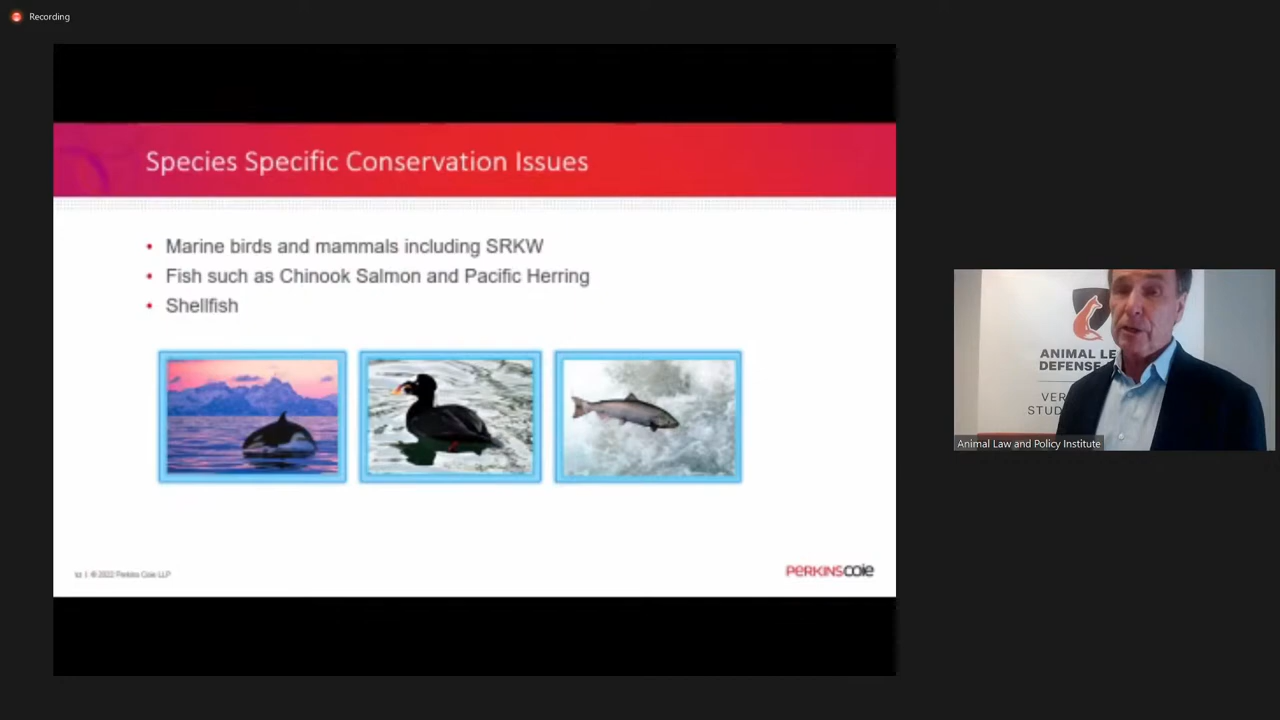 Recording
Species Specific Conservation Issues
• Marine birds and mammals including SRKW
• Fish such as Chinook Salmon and Pacific Herring
• Shellfish
| © 2022 Perkins Coie LLP
PERKINSCOIE
ANIMAL LE
DEFENSE
VER
STUD
Animal Law and Policy Institute